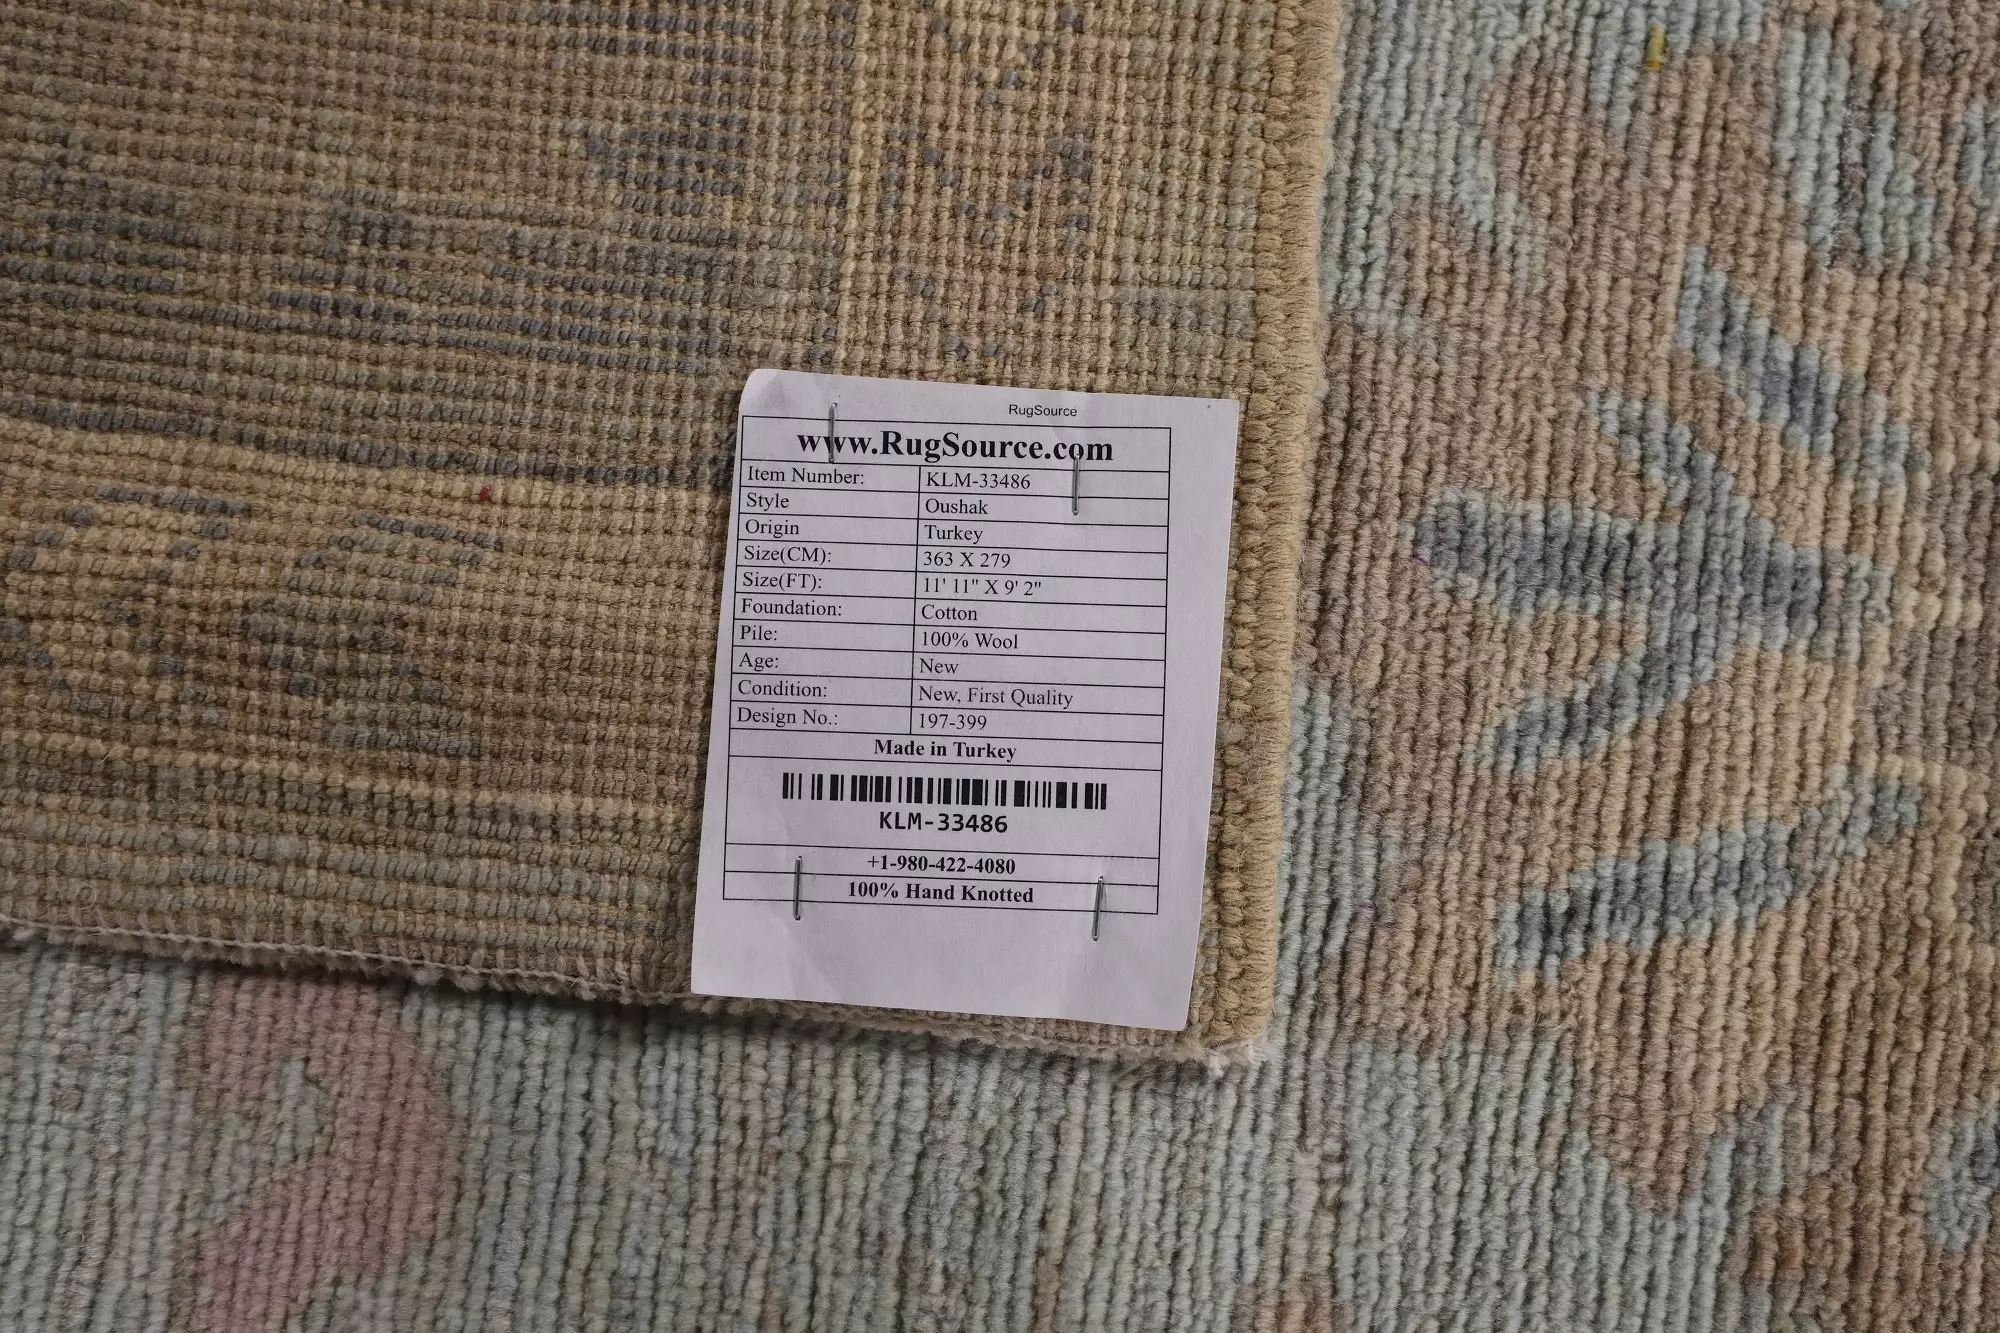 RugSource
www.RugSource.com
Item Number: KLM-33486
Style Oushak
Origin Turkey
Size(CM): 363 X 279
Size(FT): 11' 11" X 9' 2"
Foundation: Cotton
Pile: 100% Wool
Age: New
Condition: New, First Quality
Design No.: 197-399
Made in Turkey
KLM-33486
+1-980-422-4080
100% Hand Knotted